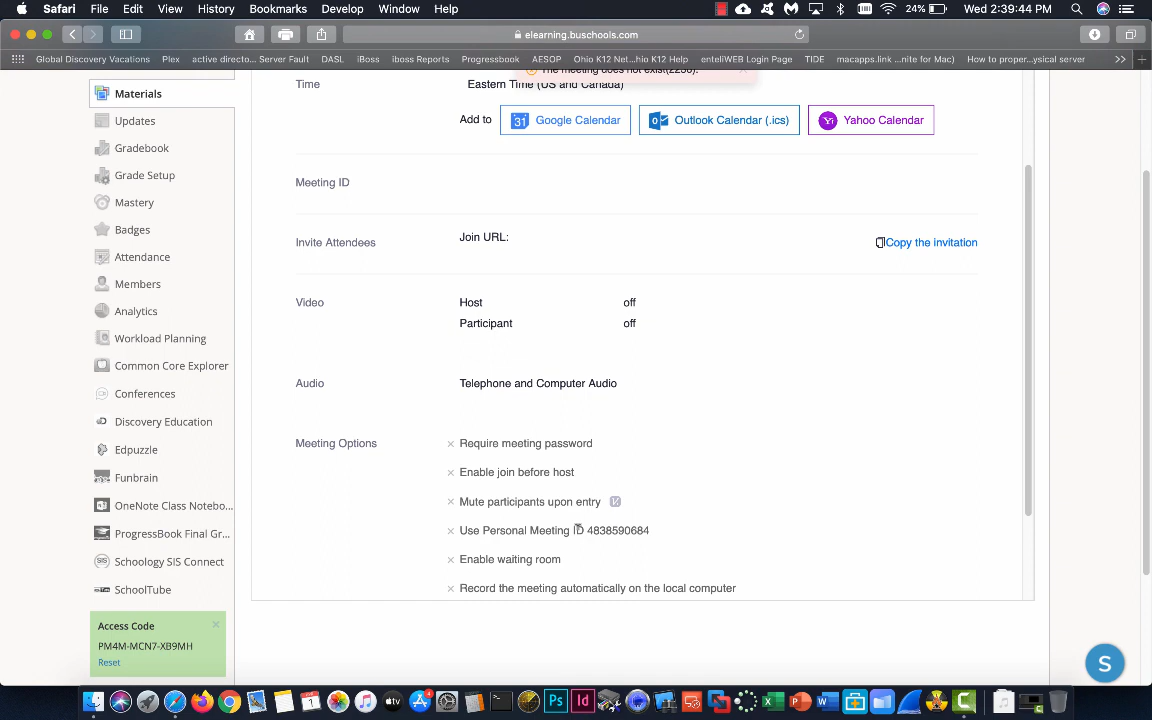 Safari File Edit View History Bookmarks Develop Window Help 24% Wed 2:39:44 PM
elearning.buschools.com
Global Discovery Vacations Plex active directo... Server Fault DASL iBoss iboss Reports Progressbook AESOP Ohio K12 Net...hio K12 Help enteliWEB Login Page TIDE macapps.link ...nite for Mac) How to proper...ysical server >>
The meeting does not exist(2230).
Materials
Updates
Gradebook
Grade Setup
Mastery
Badges
Attendance
Members
Analytics
Workload Planning
Common Core Explorer
Conferences
Discovery Education
Edpuzzle
Funbrain
OneNote Class Notebo...
ProgressBook Final Gr...
Schoology SIS Connect
SchoolTube
Access Code
PM4M-MCN7-XB9MH
Reset
Time Eastern Time (US and Canada)
Add to 31 Google Calendar Outlook Calendar (.ics) Yahoo Calendar
Meeting ID
Invite Attendees Join URL: Copy the invitation
Video Host off
Participant off
Audio Telephone and Computer Audio
Meeting Options × Require meeting password
× Enable join before host
× Mute participants upon entry
× Use Personal Meeting ID 4838590684
× Enable waiting room
× Record the meeting automatically on the local computer
S
Ps Id